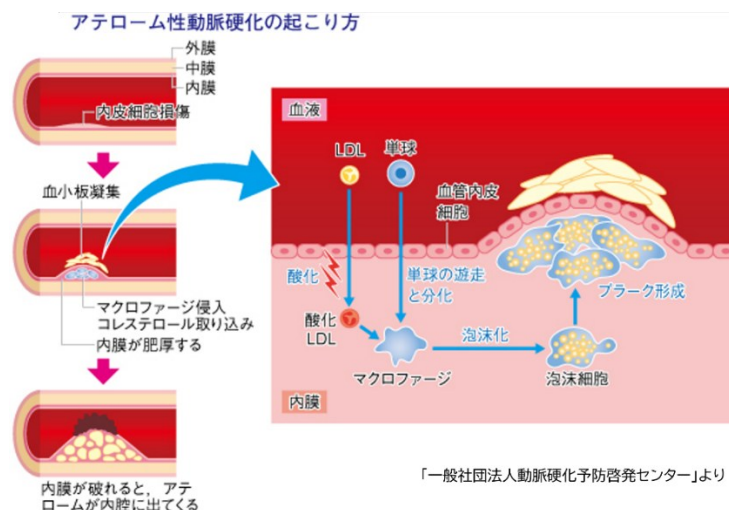 アテローム性動脈硬化の起こり方
外膜
中膜
内膜
内皮細胞損傷
血小板凝集
マクロファージ侵入
コレステロール取り込み
内膜が肥厚する
内膜が破れると，アテ
ロームが内腔に出てくる
血液
LDL
単球
血管内皮
細胞
酸化
単球の遊走
と分化
酸化
LDL
マクロファージ
泡沫化
泡沫細胞
プラーク形成
内膜
「一般社団法人動脈硬化予防啓発センター」より